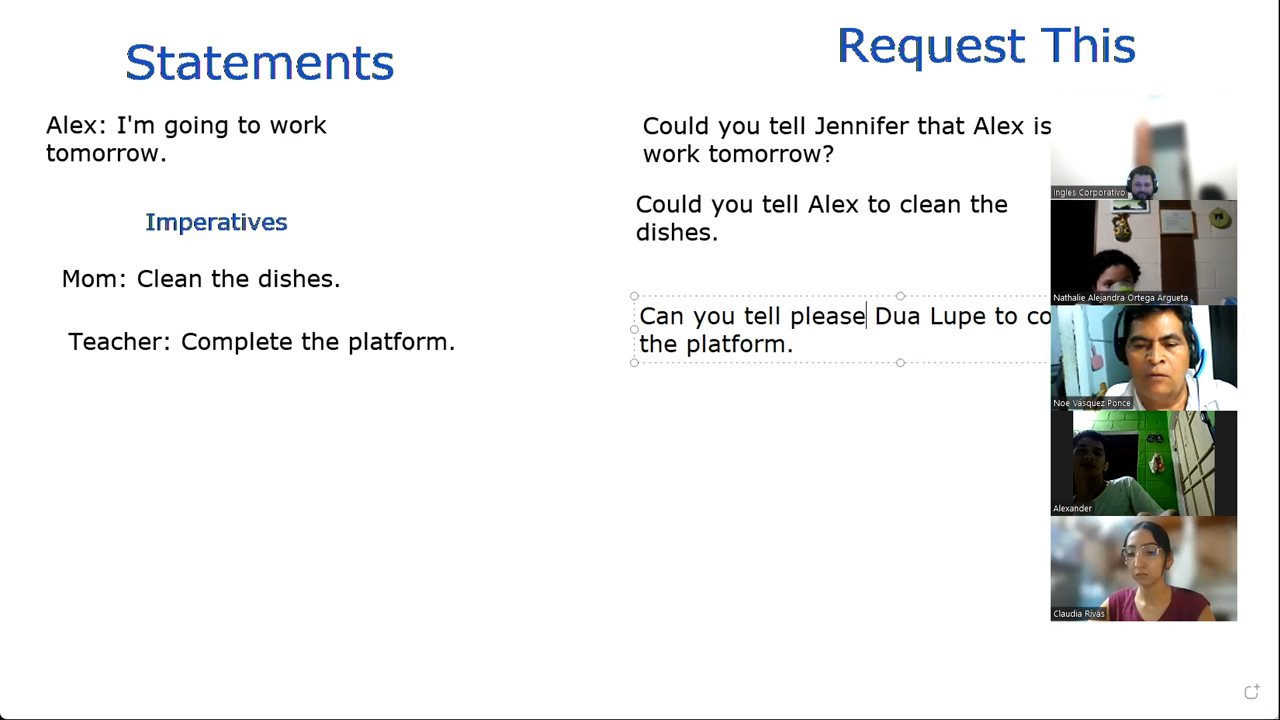 Statements
Request This
Alex: I'm going to work
tomorrow.
Could you tell Jennifer that Alex is
work tomorrow?
Imperatives
Could you tell Alex to clean the
dishes.
Mom: Clean the dishes.
Can you tell please Dua Lupe to co
the platform.
Teacher: Complete the platform.
Ingles Corporativo
Nathalie Alejandra Ortega Argueta
Noe Vásquez Ponce
Alexander
Claudia Rivas